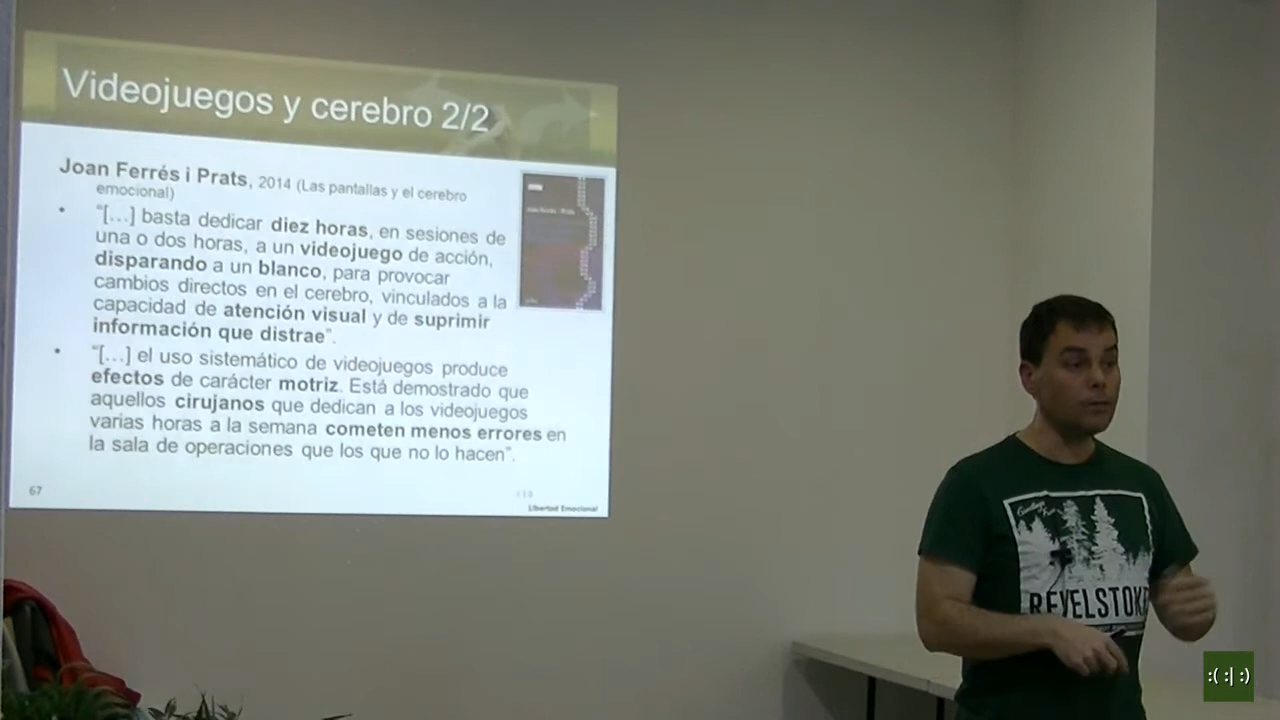 Videojuegos y cerebro 2/2
Joan Ferrés i Prats, 2014 (Las pantallas y el cerebro
emocional)
• "[…] basta dedicar diez horas, en sesiones de
una o dos horas, a un videojuego de acción,
disparando a un blanco, para provocar
cambios directos en el cerebro, vinculados a la
capacidad de atención visual y de suprimir
información que distrae".
• "[…] el uso sistemático de videojuegos produce
efectos de carácter motriz. Está demostrado que
aquellos cirujanos que dedican a los videojuegos
varias horas a la semana cometen menos errores en
la sala de operaciones que los que no lo hacen".
67
Libertad Emocional
REVELSTOK
:( :| :)